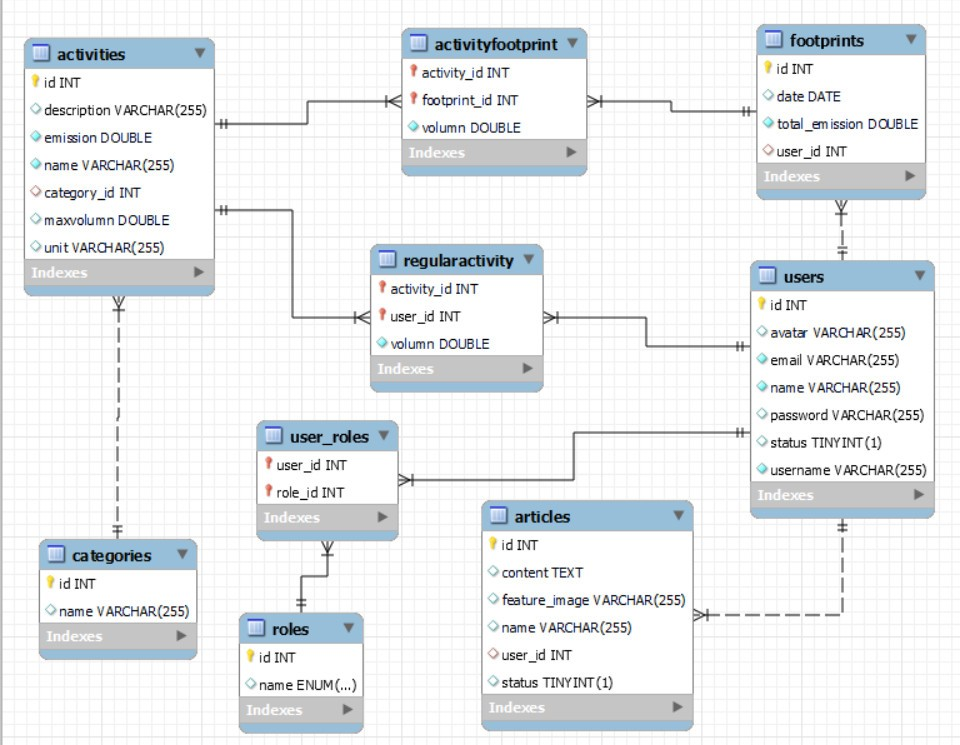 activities
id INT
description VARCHAR(255)
emission DOUBLE
name VARCHAR(255)
category_id INT
maxvolumn DOUBLE
unit VARCHAR(255)
Indexes
activityfootprint
activity_id INT
footprint_id INT
volumn DOUBLE
Indexes
footprints
id INT
date DATE
total_emission DOUBLE
user_id INT
Indexes
regularactivity
activity_id INT
user_id INT
volumn DOUBLE
Indexes
users
id INT
avatar VARCHAR(255)
email VARCHAR(255)
name VARCHAR(255)
password VARCHAR(255)
status TINYINT(1)
username VARCHAR(255)
Indexes
user_roles
user_id INT
role_id INT
Indexes
articles
id INT
content TEXT
feature_image VARCHAR(255)
name VARCHAR(255)
user_id INT
status TINYINT(1)
Indexes
categories
id INT
name VARCHAR(255)
Indexes
roles
id INT
name ENUM(...)
Indexes